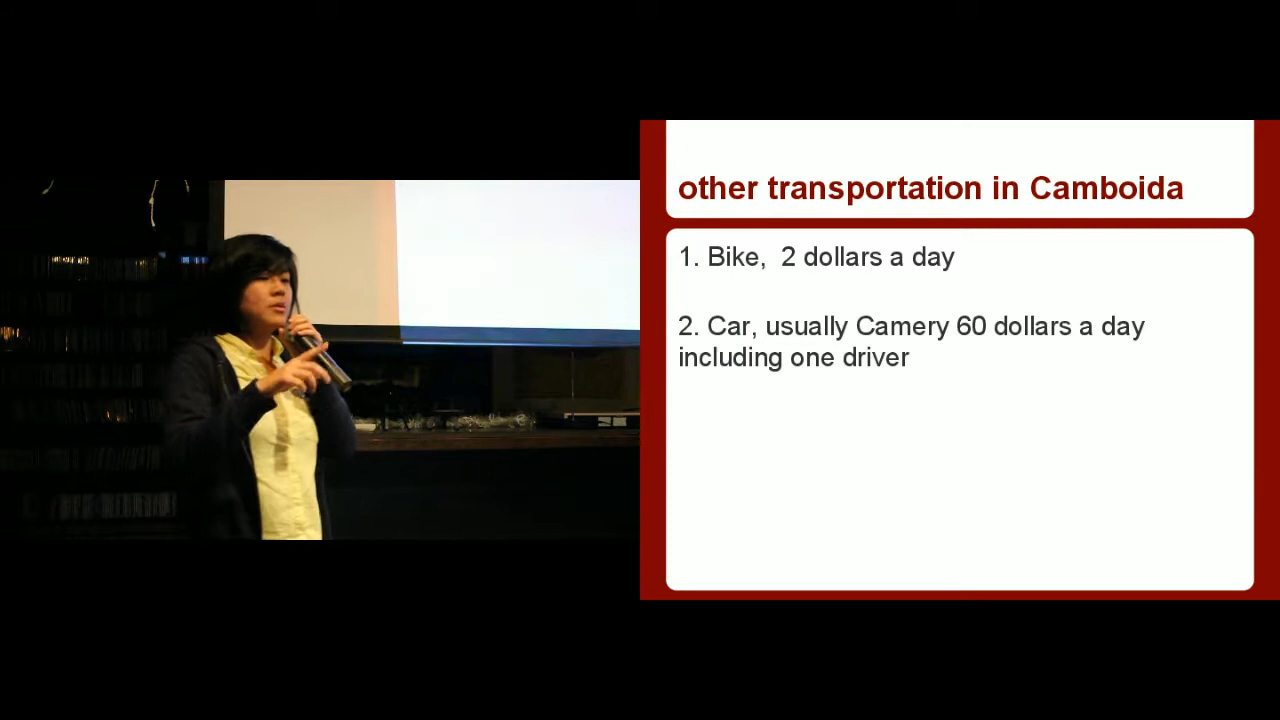 other transportation in Camboida
1. Bike,  2 dollars a day
2. Car, usually Camery 60 dollars a day
including one driver